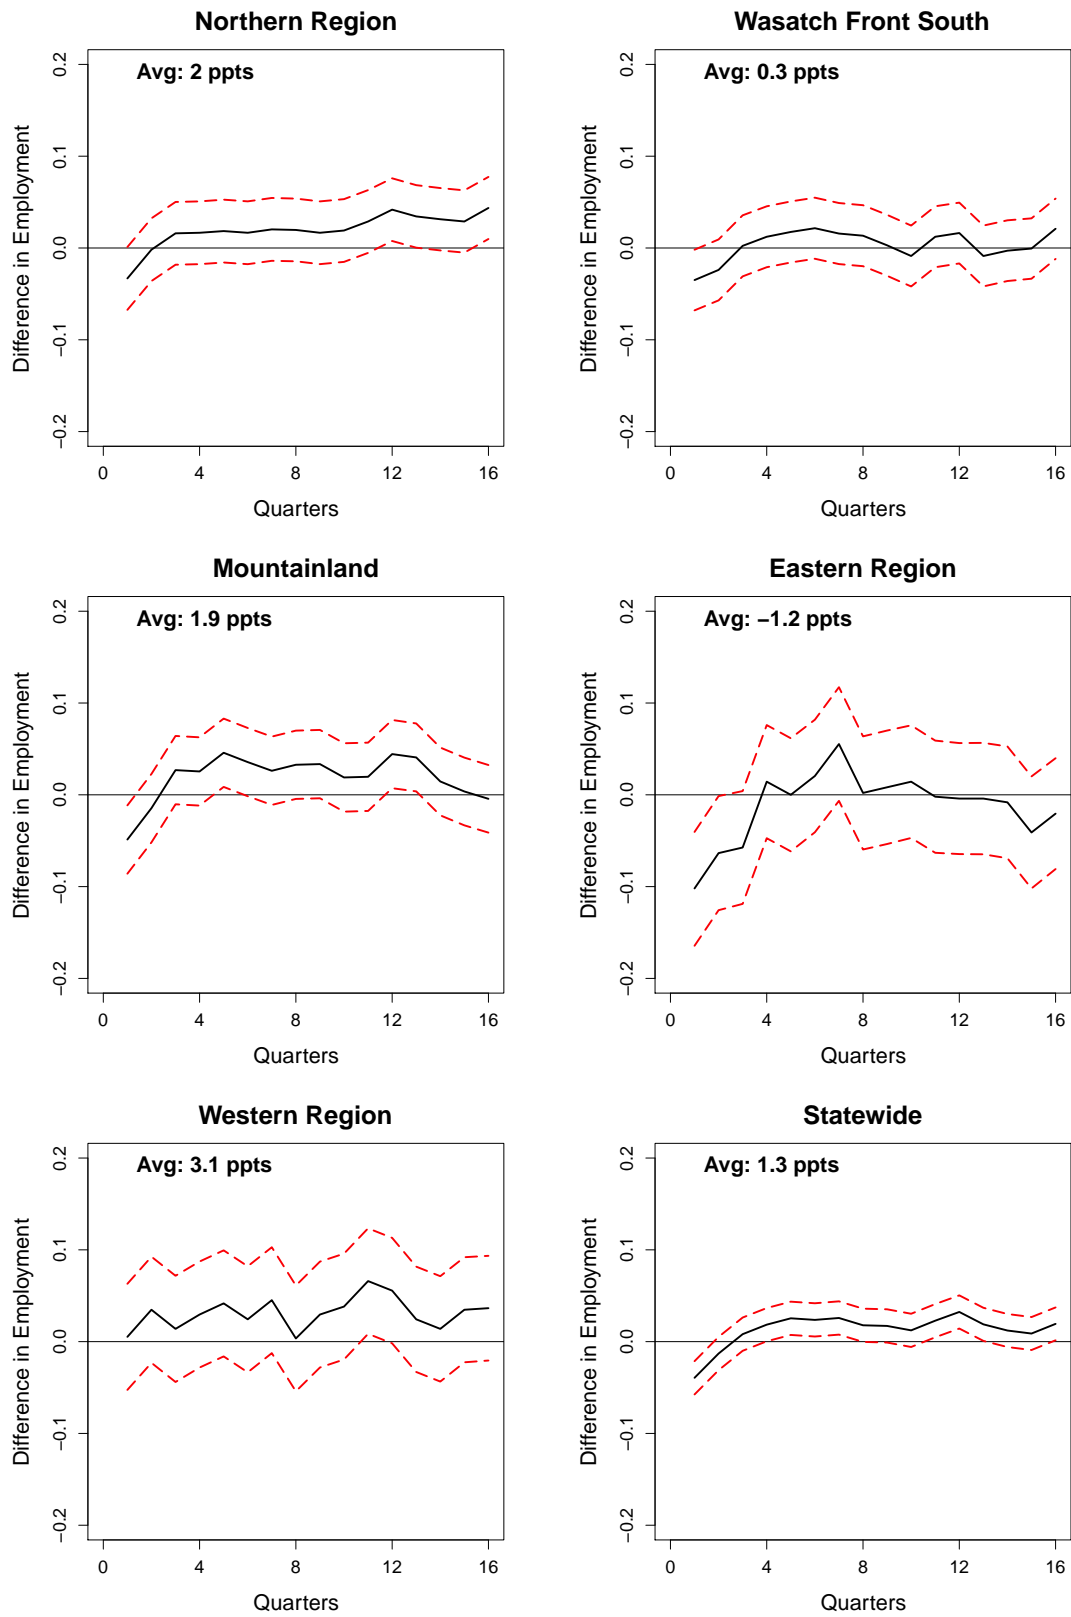 Northern Region
Avg: 2 ppts
Difference in Employment
0.2
0.1
0.0
−0.1
−0.2
0 4 8 12 16
Quarters
Wasatch Front South
Avg: 0.3 ppts
Difference in Employment
0.2
0.1
0.0
−0.1
−0.2
0 4 8 12 16
Quarters
Mountainland
Avg: 1.9 ppts
Difference in Employment
0.2
0.1
0.0
−0.1
−0.2
0 4 8 12 16
Quarters
Eastern Region
Avg: −1.2 ppts
Difference in Employment
0.2
0.1
0.0
−0.1
−0.2
0 4 8 12 16
Quarters
Western Region
Avg: 3.1 ppts
Difference in Employment
0.2
0.1
0.0
−0.1
−0.2
0 4 8 12 16
Quarters
Statewide
Avg: 1.3 ppts
Difference in Employment
0.2
0.1
0.0
−0.1
−0.2
0 4 8 12 16
Quarters